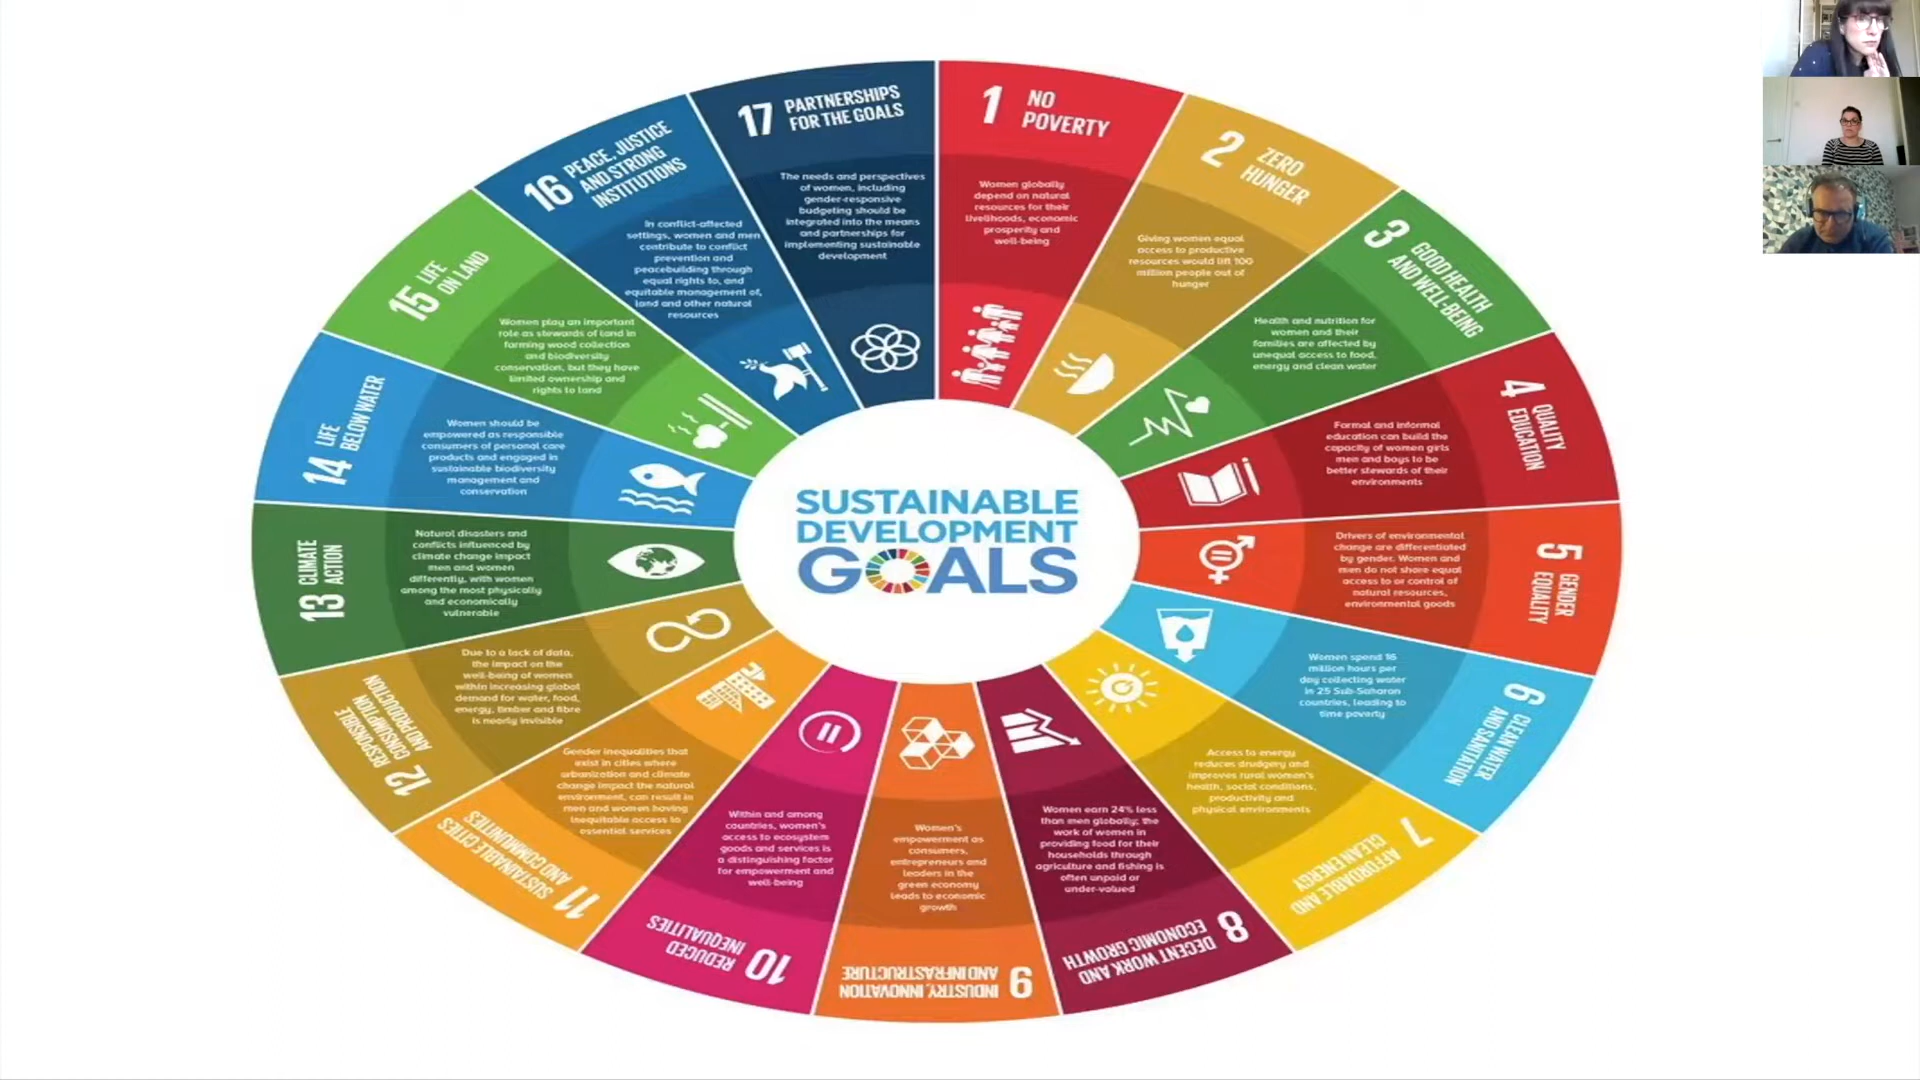 SUSTAINABLE
DEVELOPMENT
GOALS
1
NO
POVERTY
Women globally
depend on natural
resources for their
livelihoods, economic
prosperity and
well-being
2
ZERO
HUNGER
Giving women equal
access to productive
resources would lift 100
million people out of
hunger
3
GOOD HEALTH
AND WELL-BEING
Health and nutrition for
women and their
families are affected by
unequal access to food,
energy and clean water
4
QUALITY
EDUCATION
Formal and informal
education can build the
capacity of women girls
men and boys to be
better stewards of their
environments
5
GENDER
EQUALITY
Drivers of environmental
change are differentiated
by gender. Women and
men do not share equal
access to or control of
natural resources,
environmental goods
6
CLEAN WATER
AND SANITATION
Women spend 16
million hours per
day collecting water
in 25 Sub-Saharan
countries, leading to
time poverty
7
AFFORDABLE AND
CLEAN ENERGY
Access to energy
reduces drudgery and
improves rural women's
health, social conditions,
productivity and
physical environments
8
DECENT WORK AND
ECONOMIC GROWTH
Women earn 24% less
than men globally; the
work of women in
providing food for their
households through
agriculture and fishing is
often unpaid or
under-valued
9
INDUSTRY, INNOVATION
AND INFRASTRUCTURE
Women's
empowerment as
consumers,
entrepreneurs and
leaders in the
green economy
leads to economic
growth
10
REDUCED
INEQUALITIES
Within and among
countries, women's
access to ecosystem
goods and services is
a distinguishing factor
for empowerment and
well-being
11
SUSTAINABLE CITIES
AND COMMUNITIES
Gender inequalities that
exist in cities where
urbanization and climate
change impact the natural
environment, can result in
men and women having
inequitable access to
essential services
12
RESPONSIBLE
CONSUMPTION
AND PRODUCTION
Due to a lack of data,
the impact on the
well-being of women
within increasing global
demand for water, food,
energy, timber and fibre
is nearly invisible
13
CLIMATE
ACTION
Natural disasters and
conflicts influenced by
climate change impact
men and women
differently, with women
among the most physically
and economically
vulnerable
14
LIFE
BELOW WATER
Women should be
empowered as responsible
consumers of personal care
products and engaged in
sustainable biodiversity
management and
conservation
15
LIFE
ON LAND
Women play an important
role as stewards of land in
farming wood collection
and biodiversity
conservation, but they have
limited ownership and
rights to land
16
PEACE, JUSTICE
AND STRONG
INSTITUTIONS
In conflict-affected
settings, women and men
contribute to conflict
prevention and
peacebuilding through
equal rights to, and
equitable management of,
land and other natural
resources
17
PARTNERSHIPS
FOR THE GOALS
The needs and perspectives
of women, including
gender-responsive
budgeting should be
integrated into the means
and partnerships for
implementing sustainable
development